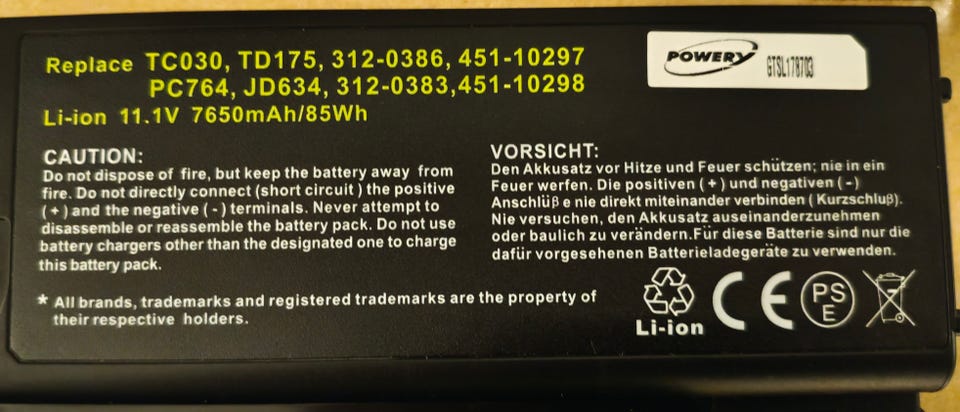 Replace TC030, TD175, 312-0386, 451-10297
PC764, JD634, 312-0383,451-10298
Li-ion 11.1V 7650mAh/85Wh
POWERY
GTSL178703
CAUTION:
Do not dispose of fire, but keep the battery away from
fire. Do not directly connect (short circuit ) the positive
(+) and the negative (-) terminals. Never attempt to
disassemble or reassemble the battery pack. Do not use
battery chargers other than the designated one to charge
this battery pack.
VORSICHT:
Den Akkusatz vor Hitze und Feuer schützen; nie in ein
Feuer werfen. Die positiven (+) und negativen (-)
Anschlüß e nie direkt miteinander verbinden ( Kurzschluß).
Nie versuchen, den Akkusatz auseinanderzunehmen
oder baulich zu verändern.Für diese Batterie sind nur die
dafür vorgesehenen Batterieladegeräte zu verwenden.
* All brands, trademarks and registered trademarks are the property of
their respective holders.
Li-ion
CE
PS
E